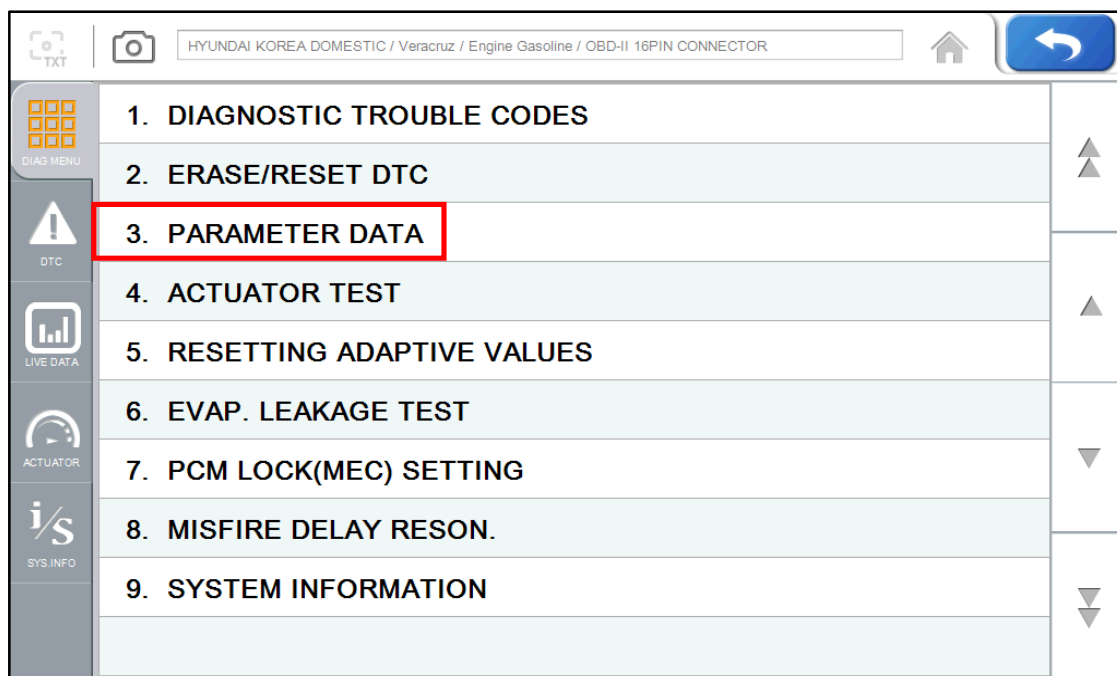 TXT
HYUNDAI KOREA DOMESTIC / Veracruz / Engine Gasoline / OBD-II 16PIN CONNECTOR
DIAG MENU
DTC
LIVE DATA
ACTUATOR
i/s
SYS.INFO
1. DIAGNOSTIC TROUBLE CODES
2. ERASE/RESET DTC
3. PARAMETER DATA
4. ACTUATOR TEST
5. RESETTING ADAPTIVE VALUES
6. EVAP. LEAKAGE TEST
7. PCM LOCK(MEC) SETTING
8. MISFIRE DELAY RESON.
9. SYSTEM INFORMATION